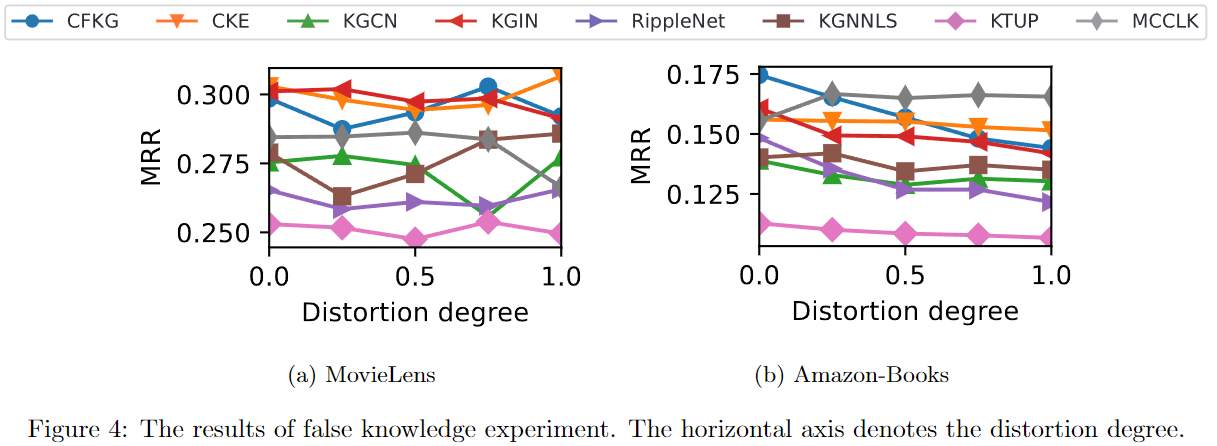 CFKG CKE KGCN KGIN RippleNet KGNNLS KTUP MCCLK
MRR
0.300
0.275
0.250
0.0 0.5 1.0
Distortion degree
(a) MovieLens
MRR
0.175
0.150
0.125
0.0 0.5 1.0
Distortion degree
(b) Amazon-Books
Figure 4: The results of false knowledge experiment. The horizontal axis denotes the distortion degree.